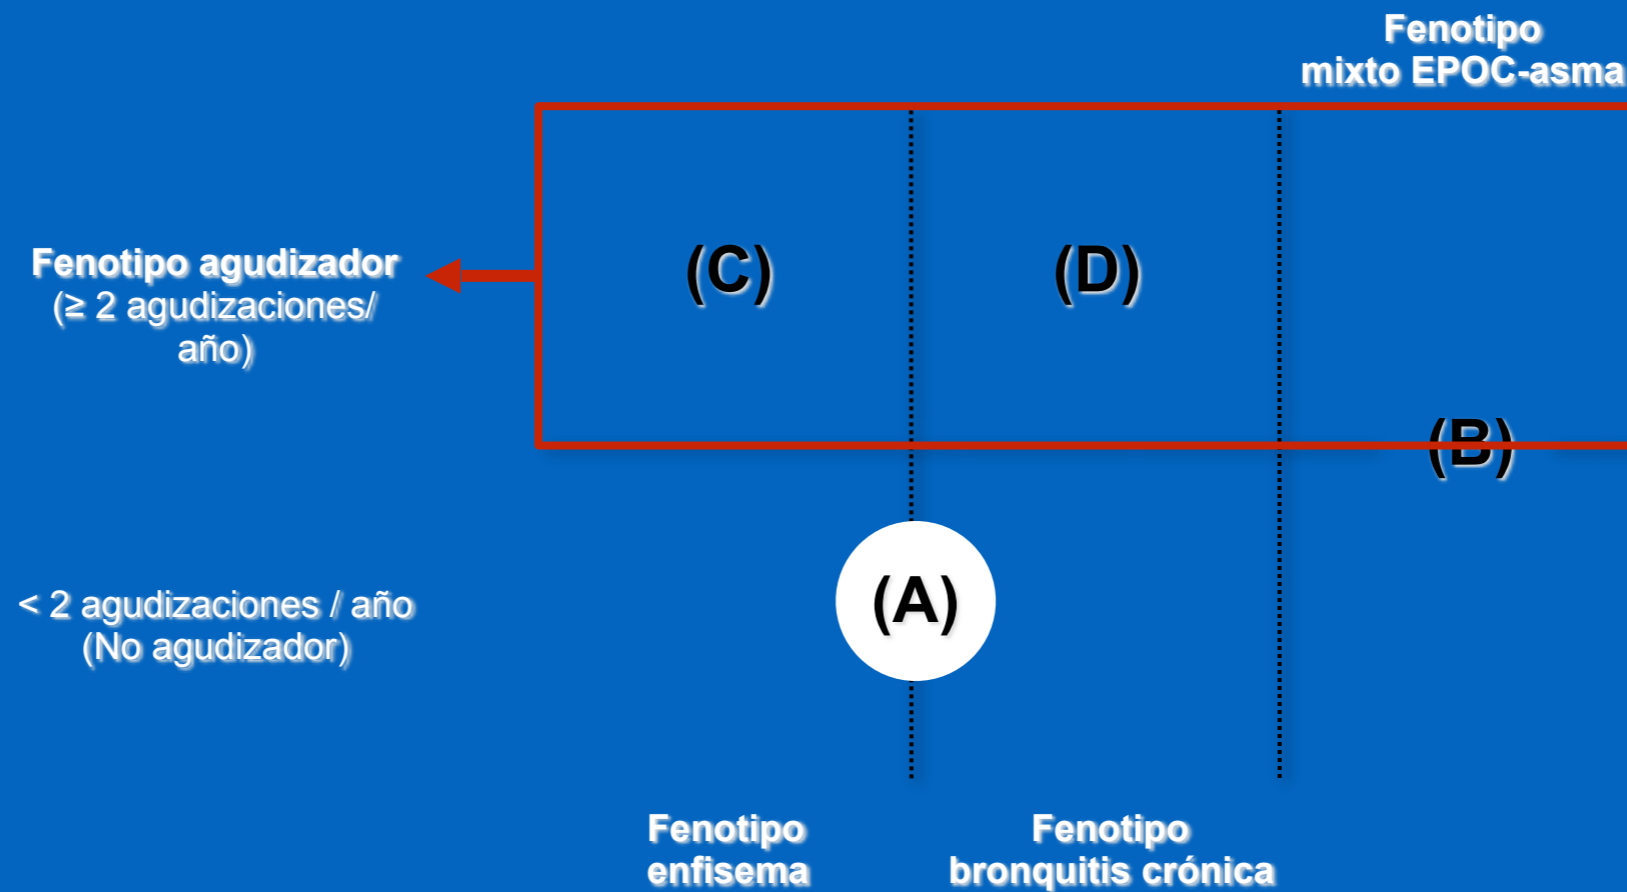 Fenotipo
mixto EPOC-asma
Fenotipo agudizador
(≥ 2 agudizaciones/
año)
(C)
(D)
(B)
< 2 agudizaciones / año
(No agudizador)
(A)
Fenotipo
enfisema
Fenotipo
bronquitis crónica